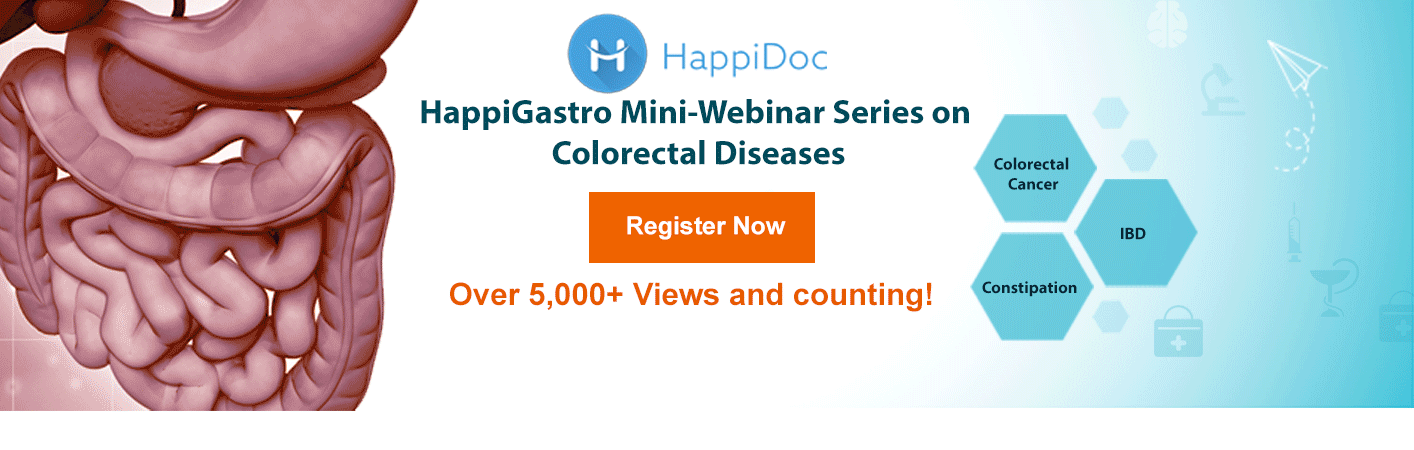 HappiDoc
HappiGastro Mini-Webinar Series on
Colorectal Diseases
Register Now
Over 5,000+ Views and counting!
Colorectal
Cancer
IBD
Constipation